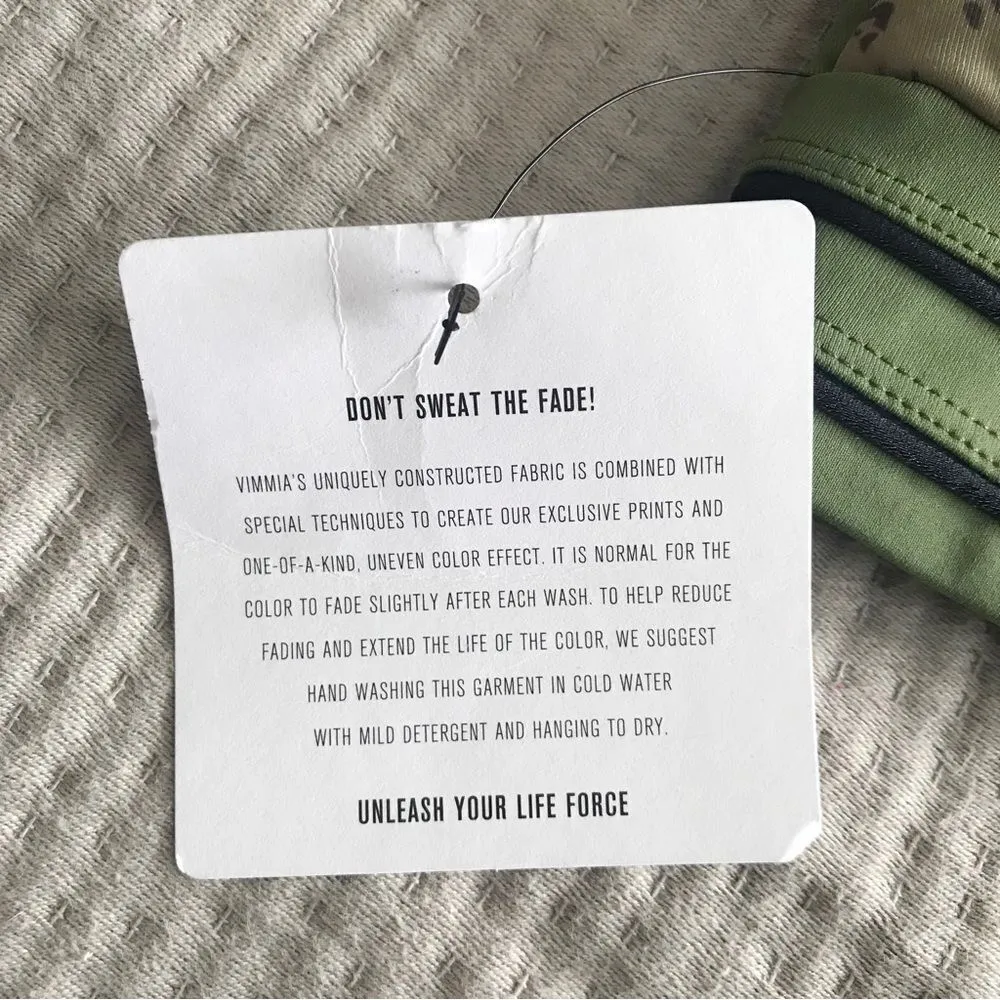 DON'T SWEAT THE FADE!
VIMMIA'S UNIQUELY CONSTRUCTED FABRIC IS COMBINED WITH
SPECIAL TECHNIQUES TO CREATE OUR EXCLUSIVE PRINTS AND
ONE-OF-A-KIND, UNEVEN COLOR EFFECT. IT IS NORMAL FOR THE
COLOR TO FADE SLIGHTLY AFTER EACH WASH. TO HELP REDUCE
FADING AND EXTEND THE LIFE OF THE COLOR, WE SUGGEST
HAND WASHING THIS GARMENT IN COLD WATER
WITH MILD DETERGENT AND HANGING TO DRY.
UNLEASH YOUR LIFE FORCE